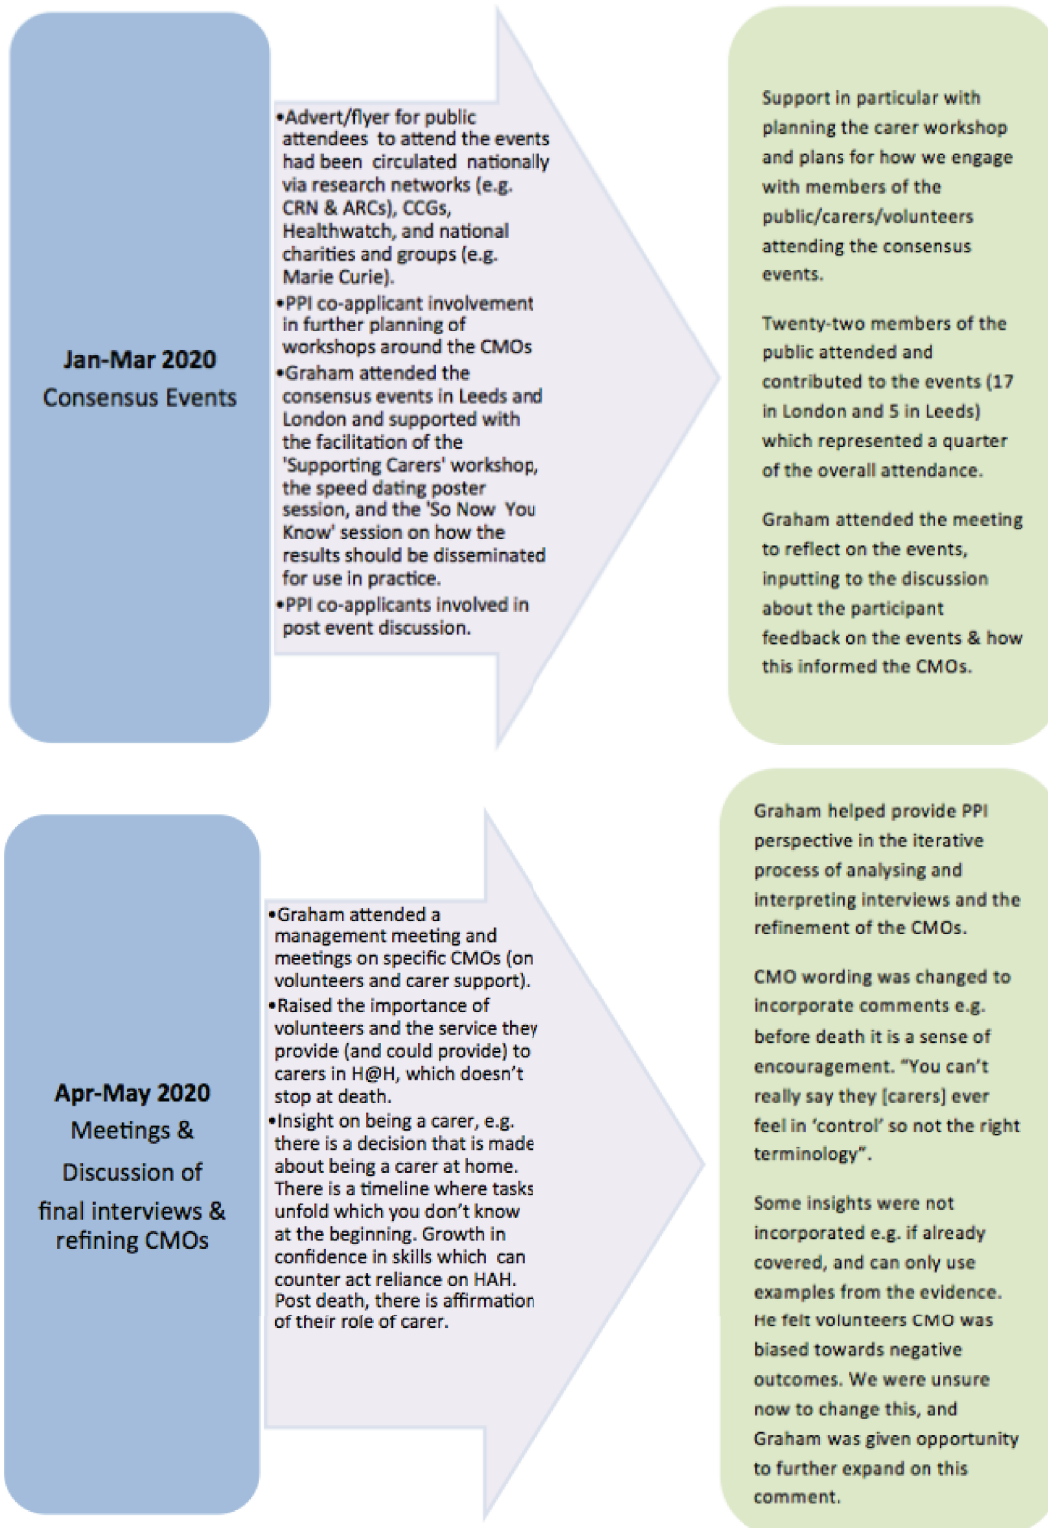 Jan-Mar 2020
Consensus Events
•Advert/flyer for public
attendees to attend the events
had been circulated nationally
via research networks (e.g.
CRN & ARCs), CCGs,
Healthwatch, and national
charities and groups (e.g.
Marie Curie).
•PPI co-applicant involvement
in further planning of
workshops around the CMOs
•Graham attended the
consensus events in Leeds and
London and supported with
the facilitation of the
'Supporting Carers' workshop,
the speed dating poster
session, and the 'So Now You
Know' session on how the
results should be disseminated
for use in practice.
•PPI co-applicants involved in
post event discussion.
Support in particular with
planning the carer workshop
and plans for how we engage
with members of the
public/carers/volunteers
attending the consensus
events.
Twenty-two members of the
public attended and
contributed to the events (17
in London and 5 in Leeds)
which represented a quarter
of the overall attendance.
Graham attended the meeting
to reflect on the events,
inputting to the discussion
about the participant
feedback on the events & how
this informed the CMOs.
Apr-May 2020
Meetings &
Discussion of
final interviews &
refining CMOs
•Graham attended a
management meeting and
meetings on specific CMOs (on
volunteers and carer support).
•Raised the importance of
volunteers and the service they
provide (and could provide) to
carers in H@H, which doesn't
stop at death.
•Insight on being a carer, e.g.
there is a decision that is made
about being a carer at home.
There is a timeline where tasks
unfold which you don't know
at the beginning. Growth in
confidence in skills which can
counter act reliance on HAH.
Post death, there is affirmation
of their role of carer.
Graham helped provide PPI
perspective in the iterative
process of analysing and
interpreting interviews and the
refinement of the CMOs.
CMO wording was changed to
incorporate comments e.g.
before death it is a sense of
encouragement. "You can't
really say they [carers] ever
feel in 'control' so not the right
terminology".
Some insights were not
incorporated e.g. if already
covered, and can only use
examples from the evidence.
He felt volunteers CMO was
biased towards negative
outcomes. We were unsure
now to change this, and
Graham was given opportunity
to further expand on this
comment.